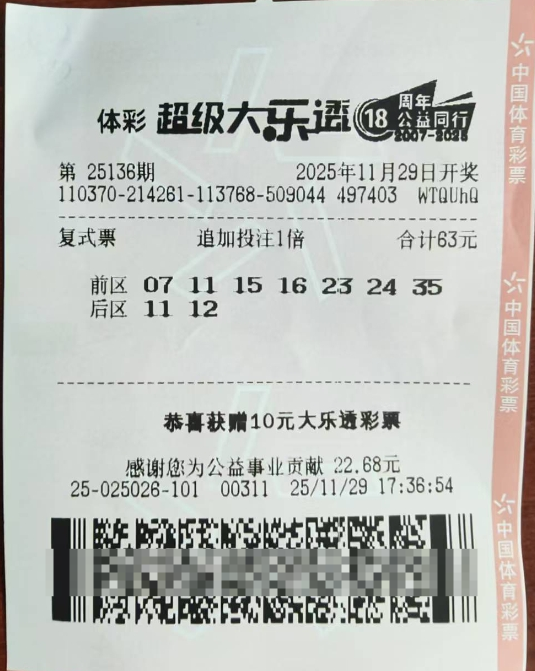 体彩 超级大乐透 18 周年 公益同行 2007-2025
第 25136期 2025年11月29日开奖
110370-214261-113768-509044 497403 WTQUhQ
复式票 追加投注1倍 合计63元
前区 07 11 15 16 23 24 35
后区 11 12
恭喜获赠10元大乐透彩票
感谢您为公益事业贡献 22.68元
25-025026-101 00311 25/11/29 17:36:54
中国体育彩票
中国体育彩票
中国体育彩票